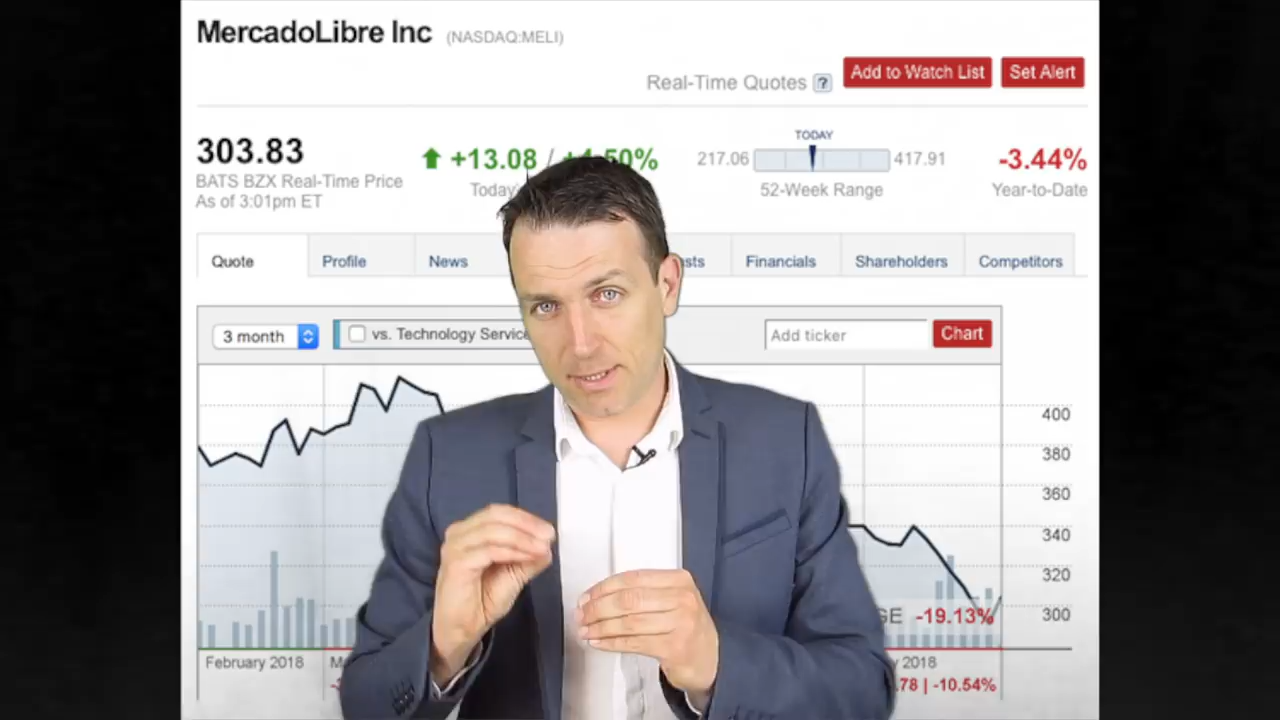 MercadoLibre Inc (NASDAQ:MELI)
Real-Time Quotes ? Add to Watch List Set Alert
TODAY
303.83 +13.08 / +4.50% 217.06 417.91 -3.44%
BATS BZX Real-Time Price Today' 52-Week Range Year-to-Date
As of 3:01pm ET
Quote Profile News Financials Shareholders Competitors
3 month vs. Technology Service Add ticker Chart
400
380
360
340
320
300
-19.13%
February 2018 2018
.78 | -10.54%